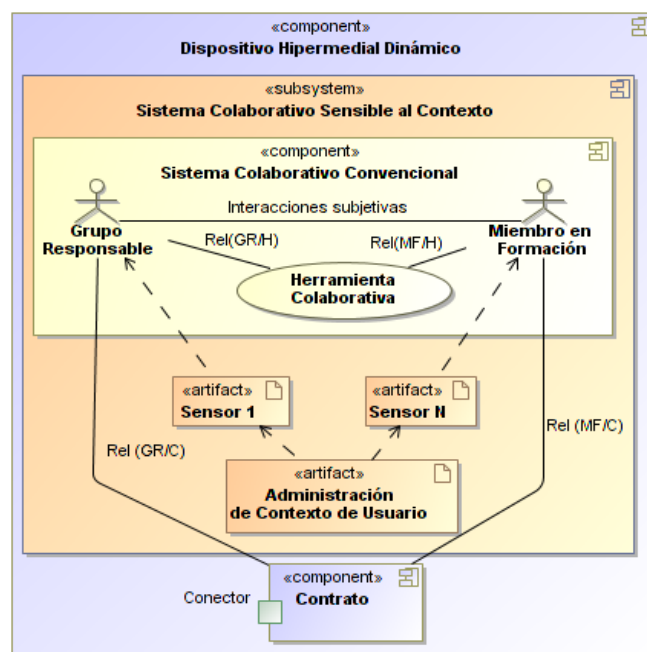 «component»
Dispositivo Hipermedial Dinámico
«subsystem»
Sistema Colaborativo Sensible al Contexto
«component»
Sistema Colaborativo Convencional
Interacciones subjetivas
Grupo
Responsable
Miembro en
Formación
Rel(GR/H)
Rel(MF/H)
Herramienta
Colaborativa
«artifact»
Sensor 1
«artifact»
Sensor N
Rel (GR/C)
Rel (MF/C)
«artifact»
Administración
de Contexto de Usuario
«component»
Contrato
Conector